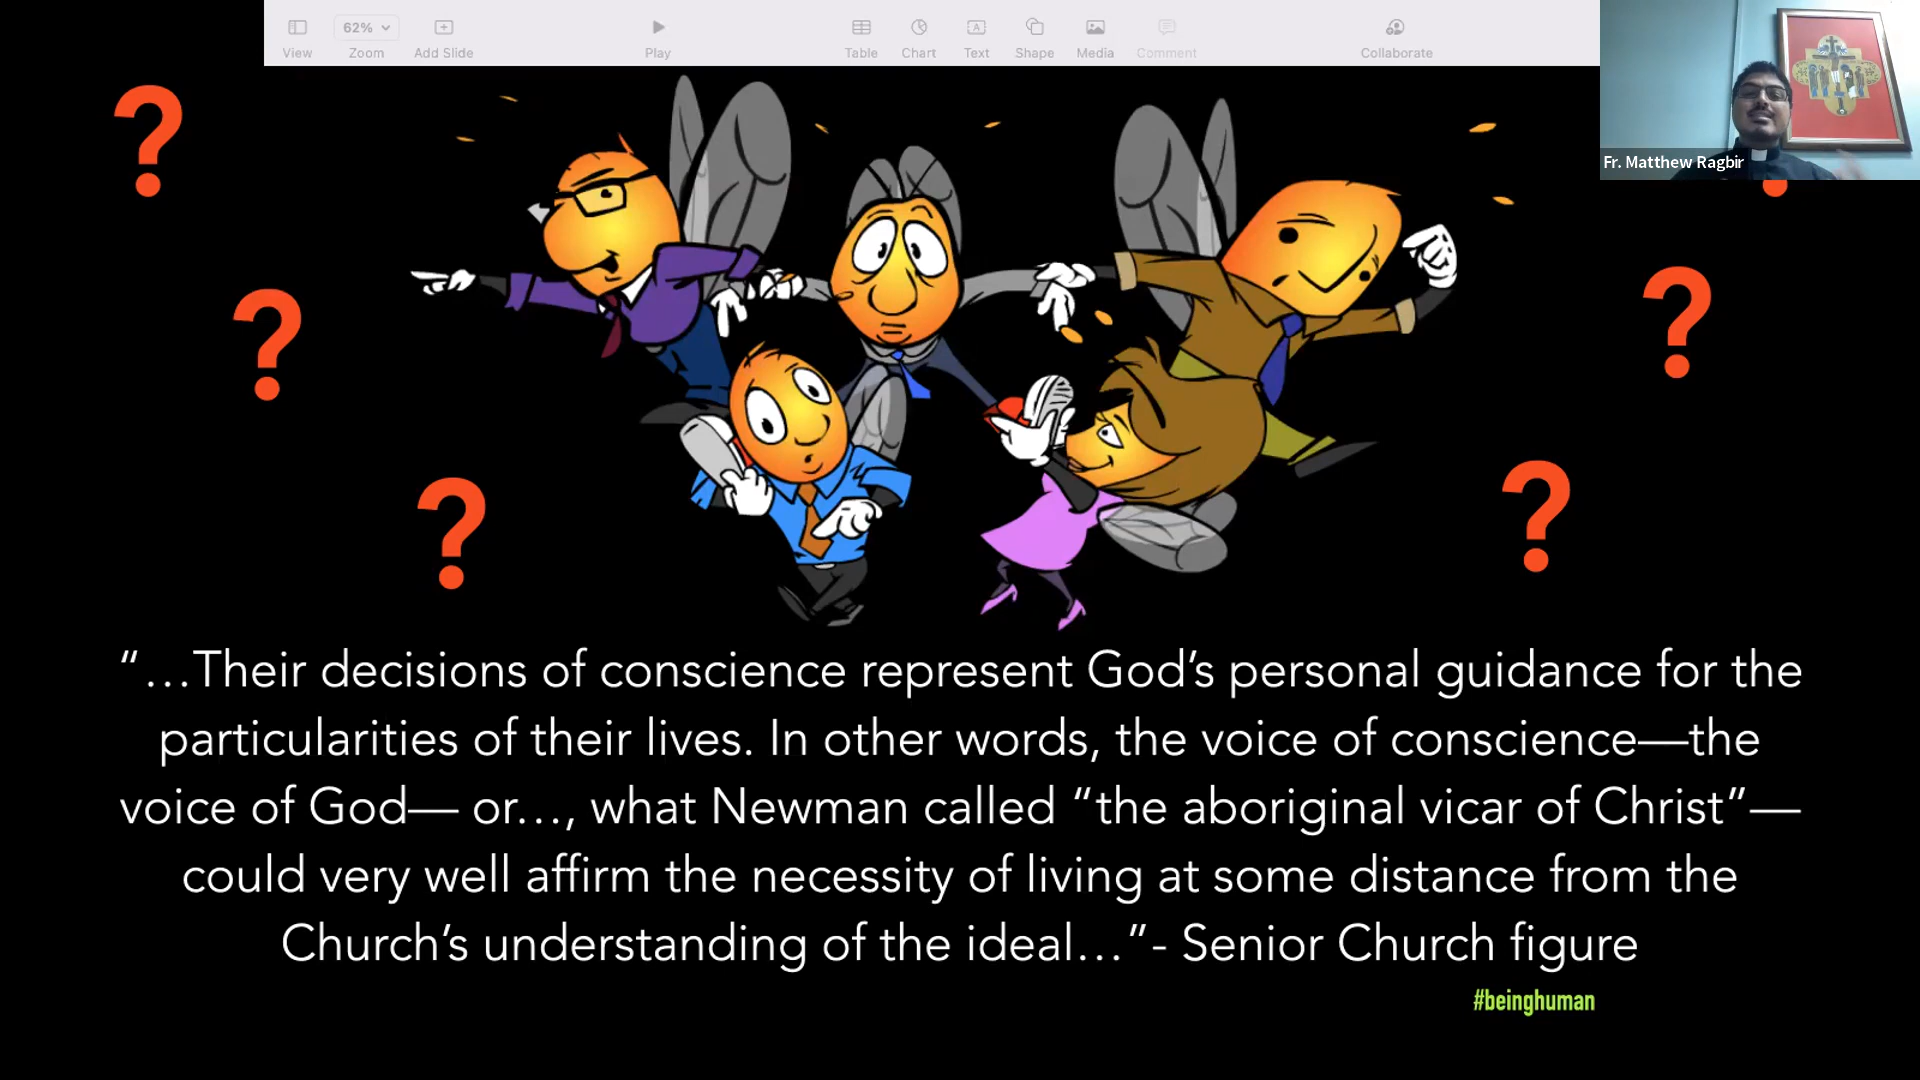 62%
View
Zoom
Add Slide
Play
Table
Chart
Text
Shape
Media
Comment
Collaborate
Fr. Matthew Ragbir
?
?
?
?
?
“…Their decisions of conscience represent God’s personal guidance for the
particularities of their lives. In other words, the voice of conscience—the
voice of God— or…, what Newman called “the aboriginal vicar of Christ”—
could very well affirm the necessity of living at some distance from the
Church’s understanding of the ideal…”- Senior Church figure
#beinghuman